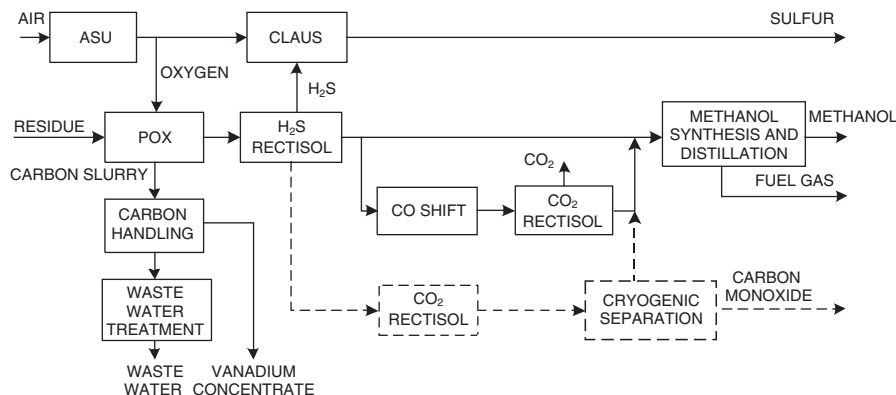 AIR
ASU
CLAUS
SULFUR
OXYGEN
H₂S
RESIDUE
POX
H₂S
RECTISOL
METHANOL
SYNTHESIS AND
DISTILLATION
METHANOL
CARBON SLURRY
CO₂
FUEL GAS
CARBON
HANDLING
CO SHIFT
CO₂
RECTISOL
WASTE
WATER
TREATMENT
CO₂
RECTISOL
CRYOGENIC
SEPARATION
CARBON
MONOXIDE
WASTE
WATER
VANADIUM
CONCENTRATE